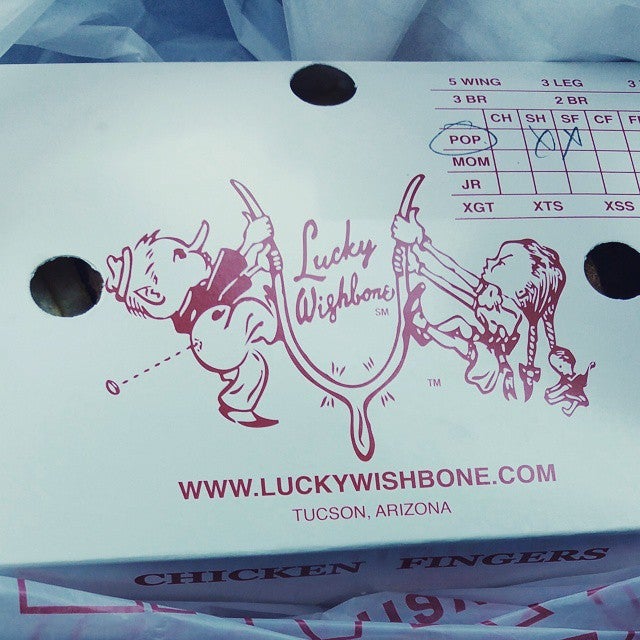 5 WING 3 LEG 3
3 BR 2 BR
CH SH SF CF
POP X X
MOM
JR
XGT XTS XSS
Lucky
Wishbone SM
TM
WWW.LUCKYWISHBONE.COM
TUCSON, ARIZONA
CHICKEN FINGERS